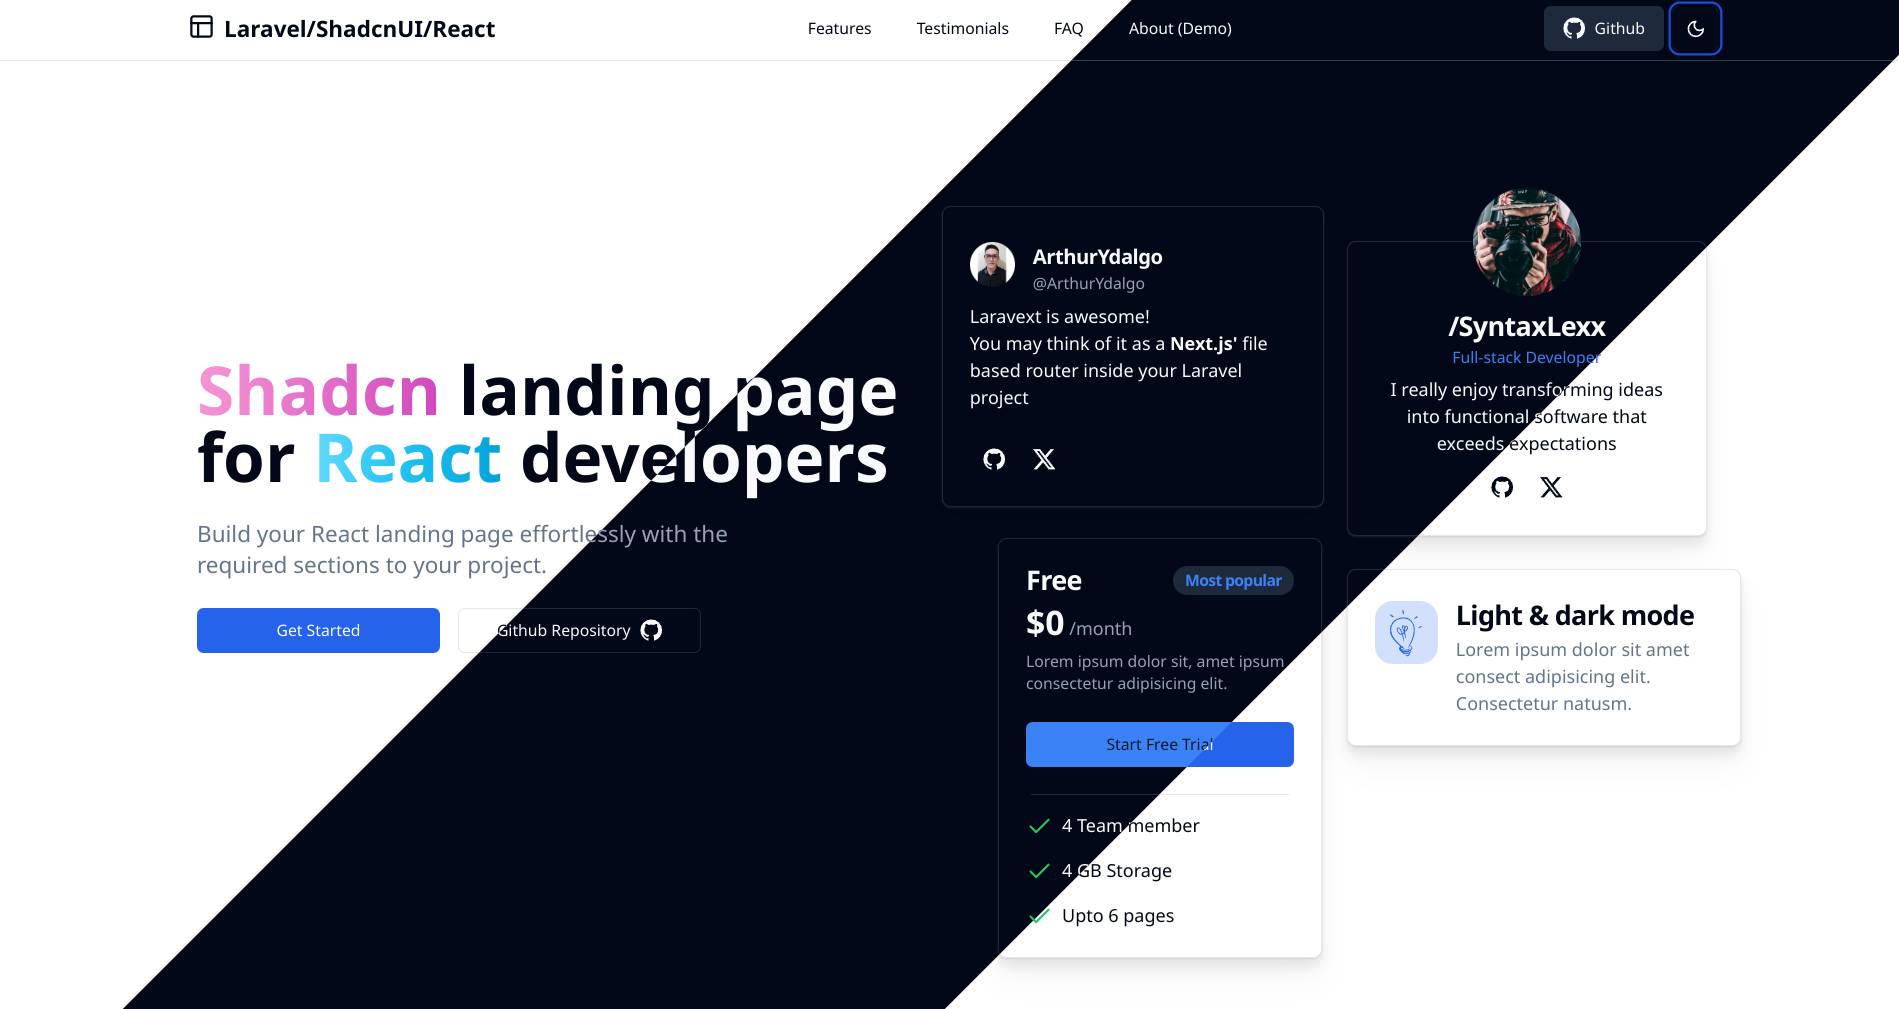 Laravel/ShadcnUI/React
Features
Testimonials
FAQ
About (Demo)
Github
Shadcn landing page
for React developers
Build your React landing page effortlessly with the
required sections to your project.
Get Started
Github Repository
ArthurYdalgo
@ArthurYdalgo
Laravext is awesome!
You may think of it as a Next.js' file
based router inside your Laravel
project
/SyntaxLexx
Full-stack Developer
I really enjoy transforming ideas
into functional software that
exceeds expectations
Free
Most popular
$0 /month
Lorem ipsum dolor sit, amet ipsum
consectetur adipisicing elit.
Start Free Trial
4 Team member
4 GB Storage
Upto 6 pages
Light & dark mode
Lorem ipsum dolor sit amet
consect adipisicing elit.
Consectetur natusm.